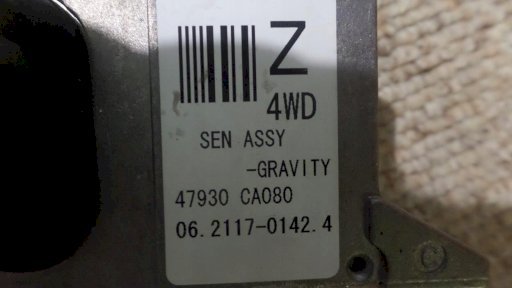 Z
4WD
SEN ASSY
-GRAVITY
47930 CA080
06.2117-0142.4